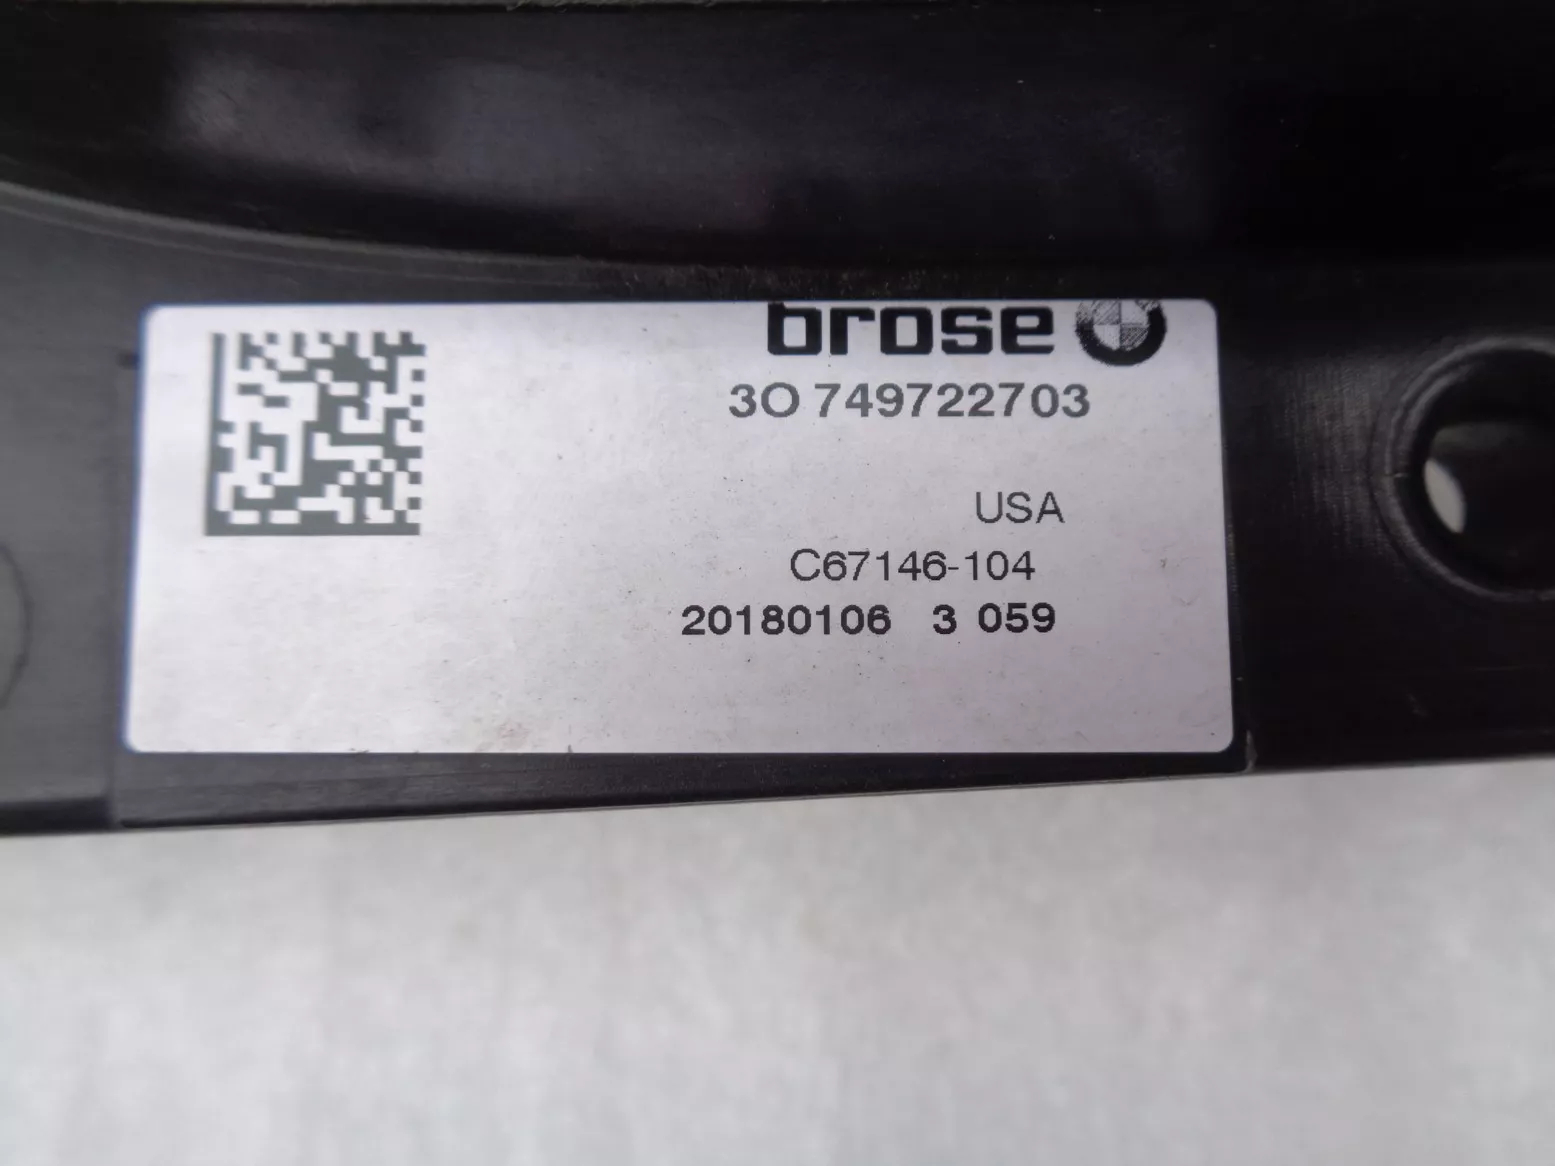 brose
3O 749722703
USA
C67146-104
20180106 3 059